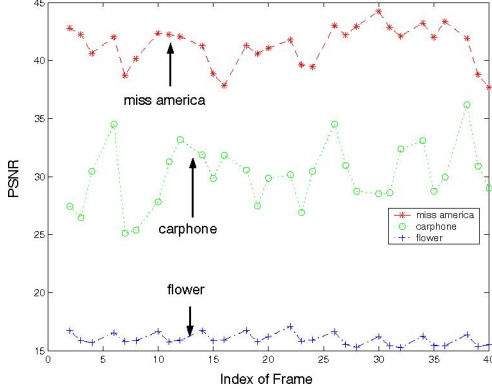 45
40
35
30
25
20
15
PSNR
miss america
carphone
flower
miss america
carphone
flower
0 5 10 15 20 25 30 35 40
Index of Frame